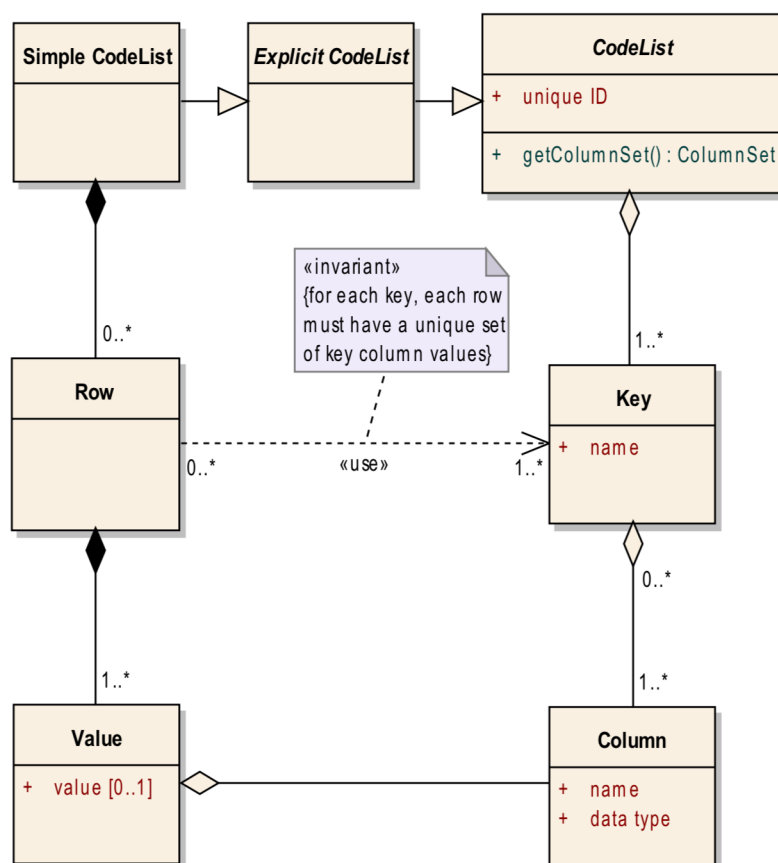 Simple CodeList
Explicit CodeList
CodeList
+ unique ID
+ getColumnSet() : ColumnSet
«invariant»
{for each key, each row
must have a unique set
of key column values}
0..*
1..*
Row
Key
+ name
0..*
«use»
1..*
0..*
1..*
1..*
Value
+ value [0..1]
Column
+ name
+ data type